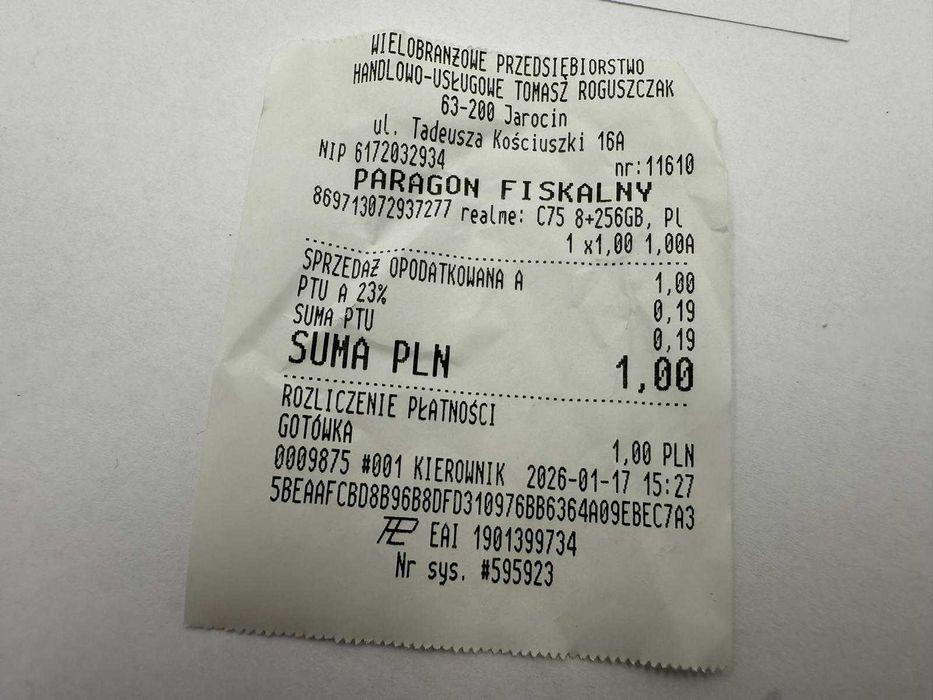 WIELOBRANŻOWE PRZEDSIĘBIORSTWO
HANDLOWO-USŁUGOWE TOMASZ ROGUSZCZAK
63-200 Jarocin
ul. Tadeusza Kościuszki 16A
NIP 6172032934 nr:11610
PARAGON FISKALNY
869713072937277 realme: C75 8+256GB, Pl
1 x1,00 1,00A
SPRZEDAŻ OPODATKOWANA A 1,00
PTU A 23% 0,19
SUMA PTU 0,19
SUMA PLN 1,00
ROZLICZENIE PŁATNOŚCI
GOTÓWKA 1,00 PLN
0009875 #001 KIEROWNIK 2026-01-17 15:27
5BEAAFCBD8B96B8DFD310976BB6364A09EBEC7A3
EAI 1901399734
Nr sys. #595923